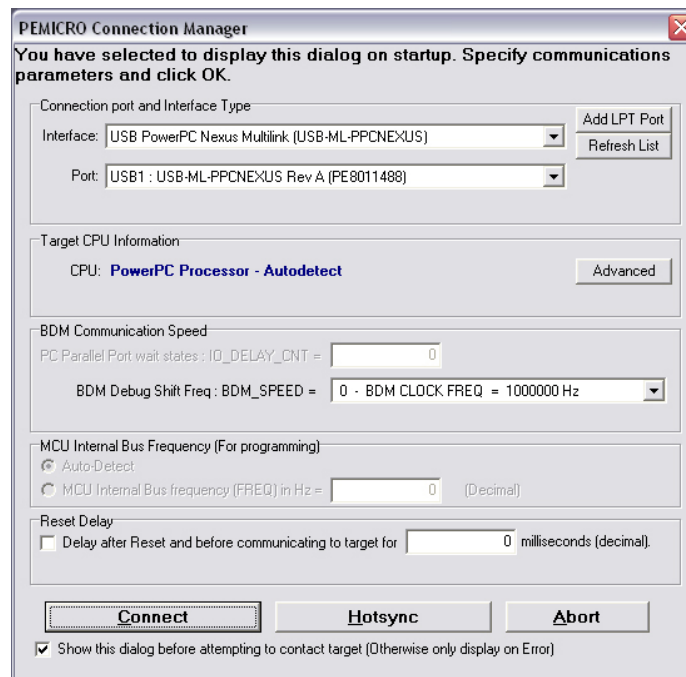 PEMICRO Connection Manager
You have selected to display this dialog on startup. Specify communications
parameters and click OK.
Connection port and Interface Type
Add LPT Port
Interface: USB PowerPC Nexus Multilink (USB-ML-PPCNEXUS)
Refresh List
Port: USB1 : USB-ML-PPCNEXUS Rev A (PE8011488)
Target CPU Information
CPU: PowerPC Processor - Autodetect
Advanced
BDM Communication Speed
PC Parallel Port wait states : IO_DELAY_CNT = 0
BDM Debug Shift Freq : BDM_SPEED = 0 - BDM CLOCK FREQ = 1000000 Hz
MCU Internal Bus Frequency (For programming)
Auto-Detect
MCU Internal Bus frequency (FREQ) in Hz = 0 (Decimal)
Reset Delay
Delay after Reset and before communicating to target for 0 milliseconds (decimal).
Connect Hotsync Abort
Show this dialog before attempting to contact target (Otherwise only display on Error)